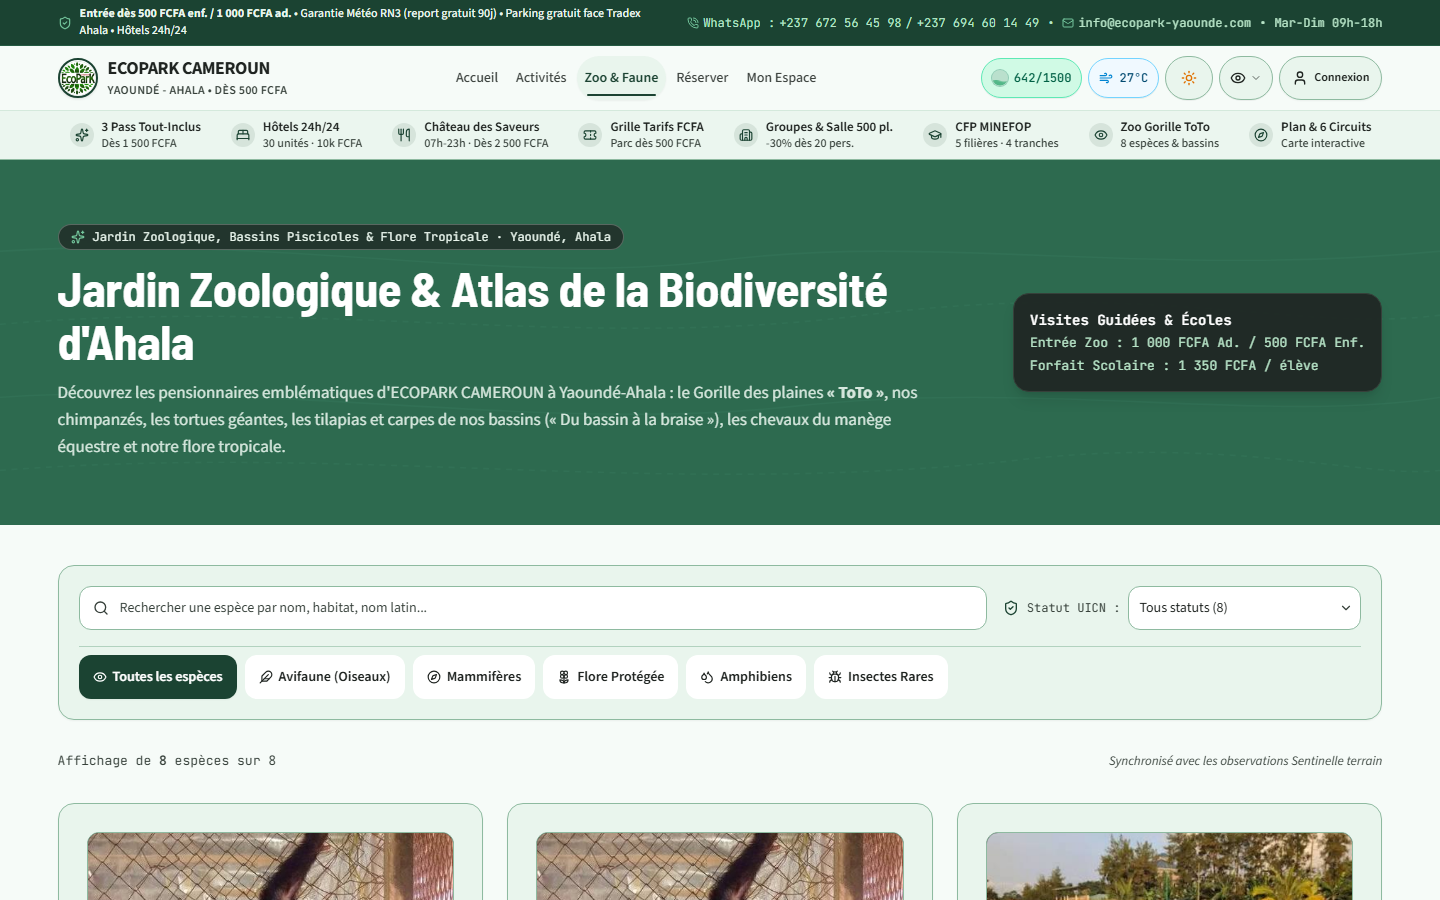 Entrée dès 500 FCFA enf. / 1 000 FCFA ad. • Garantie Météo RN3 (report gratuit 90j) • Parking gratuit face Tradex
Ahala • Hôtels 24h/24
WhatsApp : +237 672 56 45 98 / +237 694 60 14 49 • info@ecopark-yaounde.com • Mar-Dim 09h-18h
EcoParK
ECOPARK CAMEROUN
YAOUNDÉ - AHALA • DÈS 500 FCFA
Accueil
Activités
Zoo & Faune
Réserver
Mon Espace
642/1500
27°C
Connexion
3 Pass Tout-Inclus
Dès 1 500 FCFA
Hôtels 24h/24
30 unités · 10k FCFA
Château des Saveurs
07h-23h · Dès 2 500 FCFA
Grille Tarifs FCFA
Parc dès 500 FCFA
Groupes & Salle 500 pl.
-30% dès 20 pers.
CFP MINEFOP
5 filières · 4 tranches
Zoo Gorille ToTo
8 espèces & bassins
Plan & 6 Circuits
Carte interactive
Jardin Zoologique, Bassins Piscicoles & Flore Tropicale · Yaoundé, Ahala
Jardin Zoologique & Atlas de la Biodiversité
d'Ahala
Découvrez les pensionnaires emblématiques d'ECOPARK CAMEROUN à Yaoundé-Ahala : le Gorille des plaines « ToTo », nos
chimpanzés, les tortues géantes, les tilapias et carpes de nos bassins (« Du bassin à la braise »), les chevaux du manège
équestre et notre flore tropicale.
Visites Guidées & Écoles
Entrée Zoo : 1 000 FCFA Ad. / 500 FCFA Enf.
Forfait Scolaire : 1 350 FCFA / élève
Rechercher une espèce par nom, habitat, nom latin...
Statut UICN :
Tous statuts (8)
Toutes les espèces
Avifaune (Oiseaux)
Mammifères
Flore Protégée
Amphibiens
Insectes Rares
Affichage de 8 espèces sur 8
Synchronisé avec les observations Sentinelle terrain